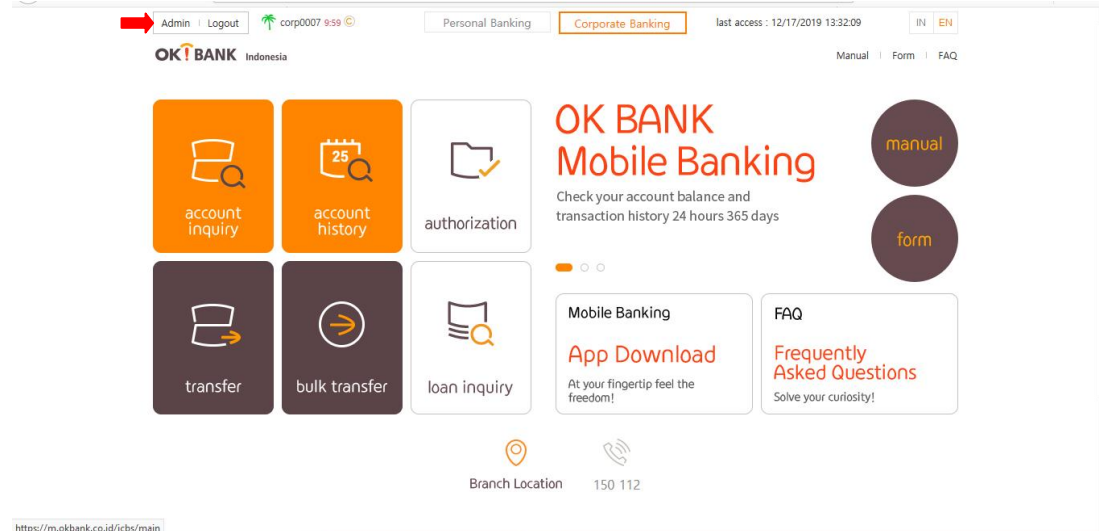 Admin Logout corp0007 9:59 C Personal Banking Corporate Banking last access : 12/17/2019 13:32:09 IN EN
OK! BANK Indonesia
Manual Form FAQ
account
inquiry
25
account
history
authorization
OK BANK
Mobile Banking
Check your account balance and
transaction history 24 hours 365 days
manual
form
transfer
bulk transfer
loan inquiry
Mobile Banking
App Download
At your fingertip feel the
freedom!
FAQ
Frequently
Asked Questions
Solve your curiosity!
Branch Location
150 112
https://m.okbank.co.id/icbs/main